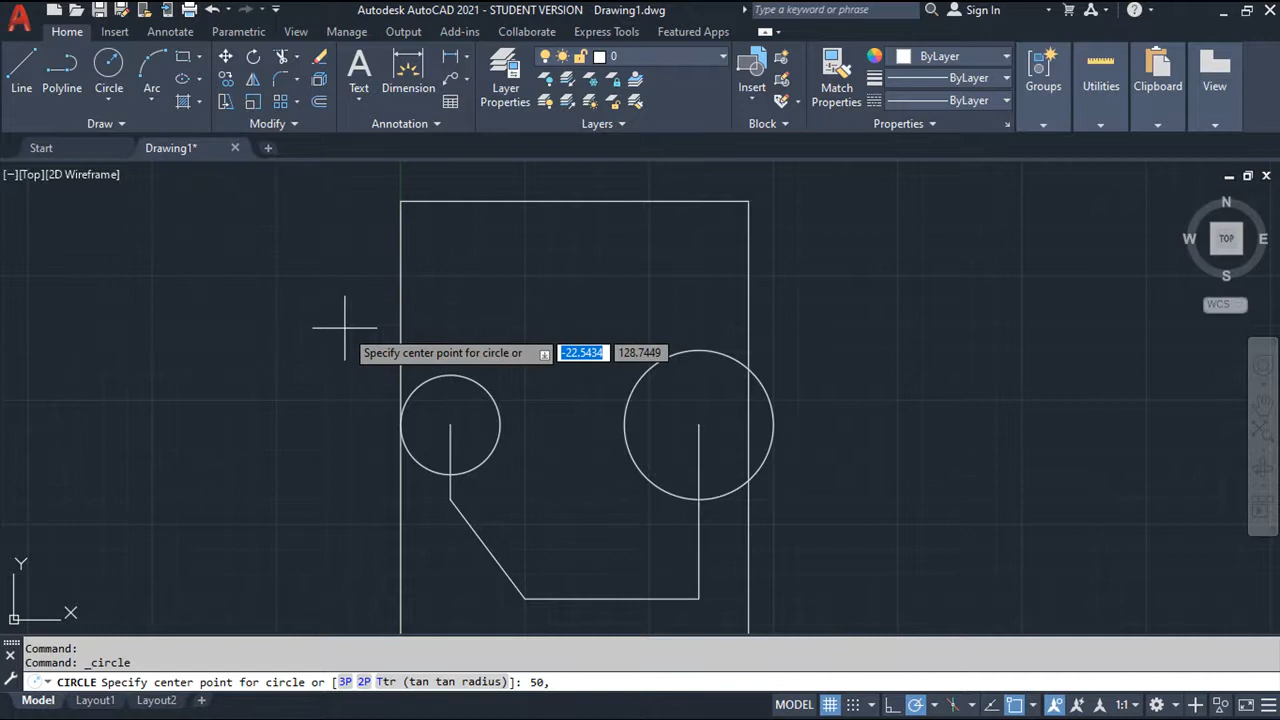 Autodesk AutoCAD 2021 - STUDENT VERSION Drawing1.dwg
Type a keyword or phrase
Sign In
Home Insert Annotate Parametric View Manage Output Add-ins Collaborate Express Tools Featured Apps
0
ByLayer
ByLayer
ByLayer
Line Polyline Circle Arc Text Dimension Layer Properties Insert Match Properties Groups Utilities Clipboard View
Draw Modify Annotation Layers Block Properties
Start Drawing1*
[−][Top][2D Wireframe]
N
W TOP E
S
WCS
Specify center point for circle or -22.5434 128.7449
Y
X
Command:
Command: _circle
CIRCLE Specify center point for circle or [3P 2P Ttr (tan tan radius)]: 50,
Model Layout1 Layout2 MODEL 1:1